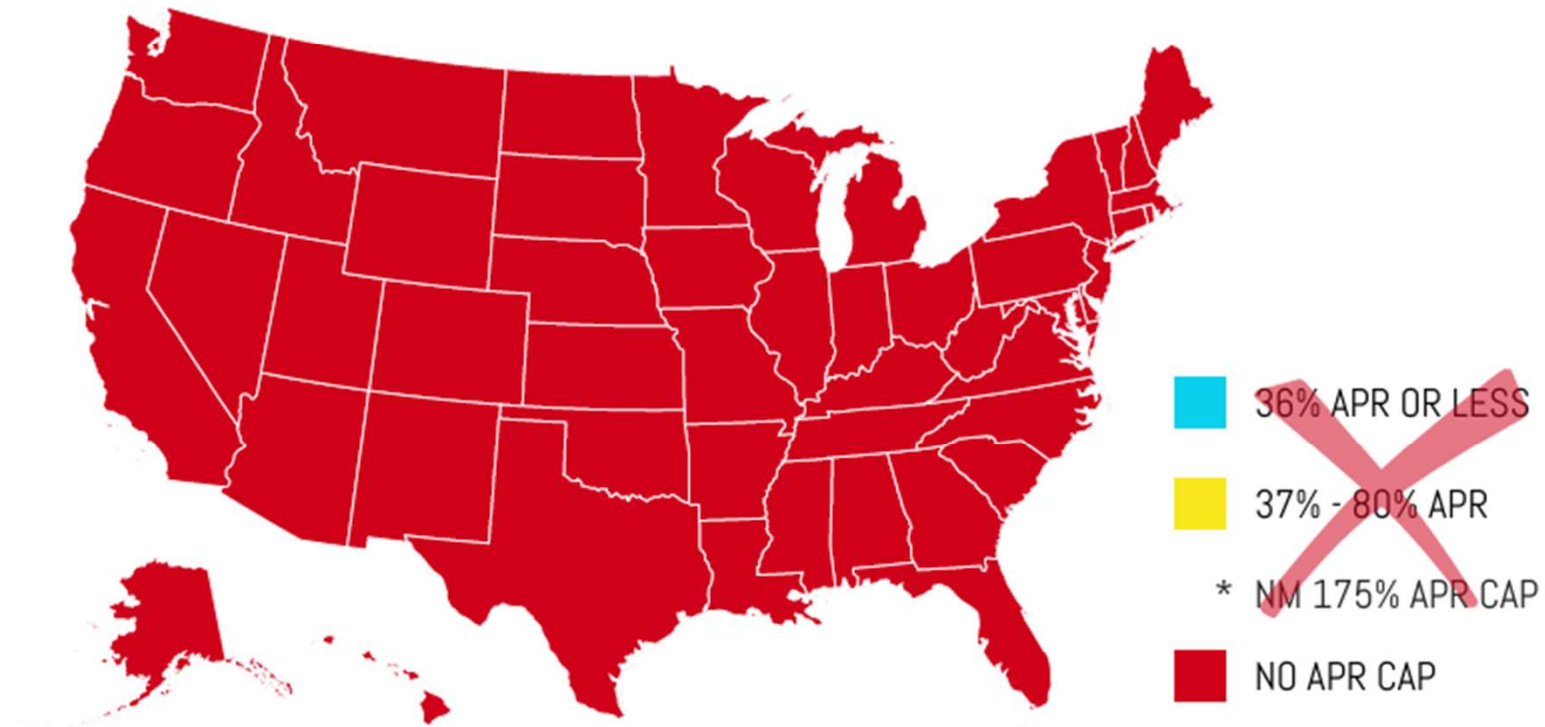 36% APR OR LESS
37% - 80% APR
* NM 175% APR CAP
NO APR CAP